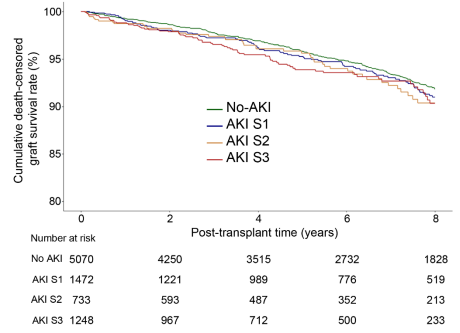 Cumulative death-censored
graft survival rate (%)
100
95
90
85
80
No-AKI
AKI S1
AKI S2
AKI S3
0 2 4 6 8
Post-transplant time (years)
Number at risk
No AKI 5070 4250 3515 2732 1828
AKI S1 1472 1221 989 776 519
AKI S2 733 593 487 352 213
AKI S3 1248 967 712 500 233